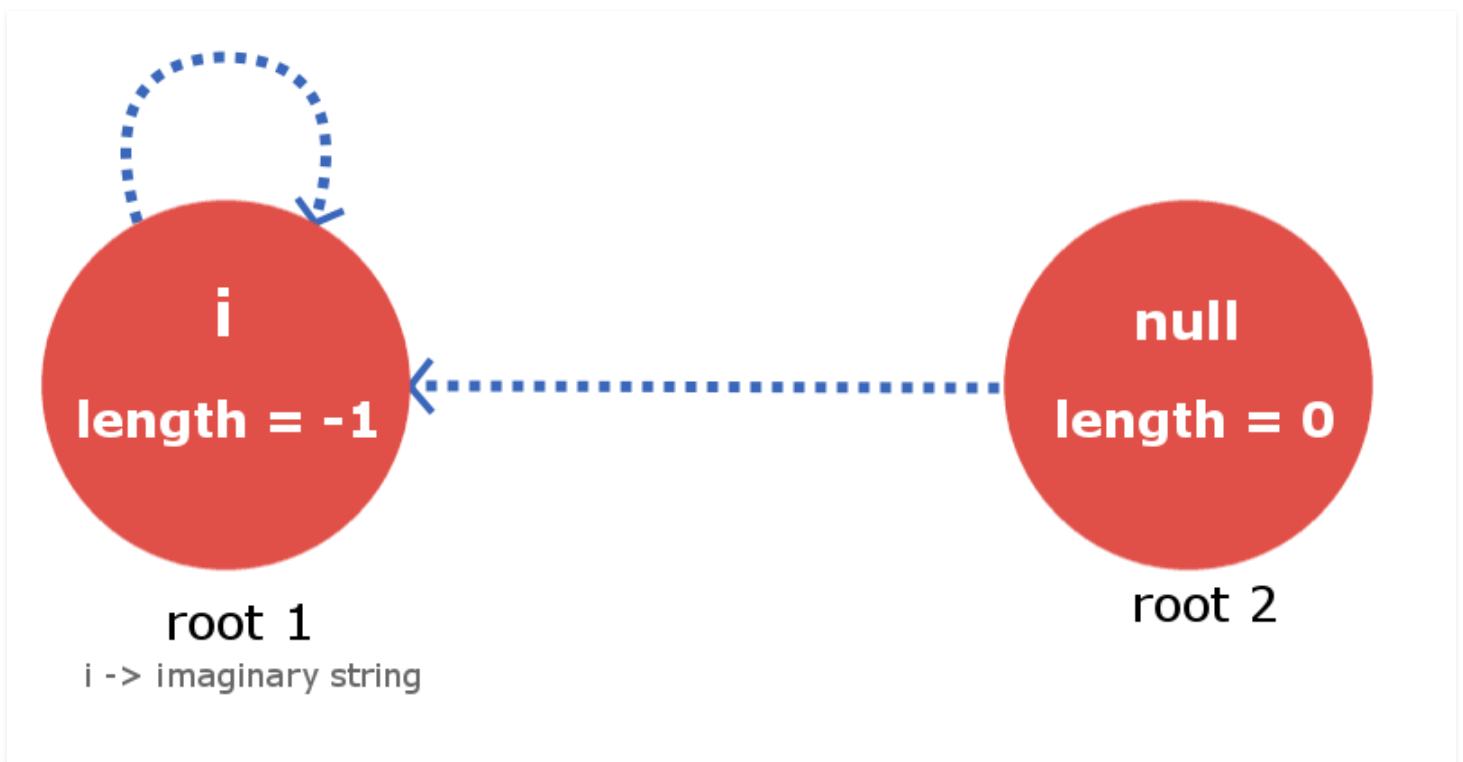 i
length = -1
root 1
i -> imaginary string
null
length = 0
root 2